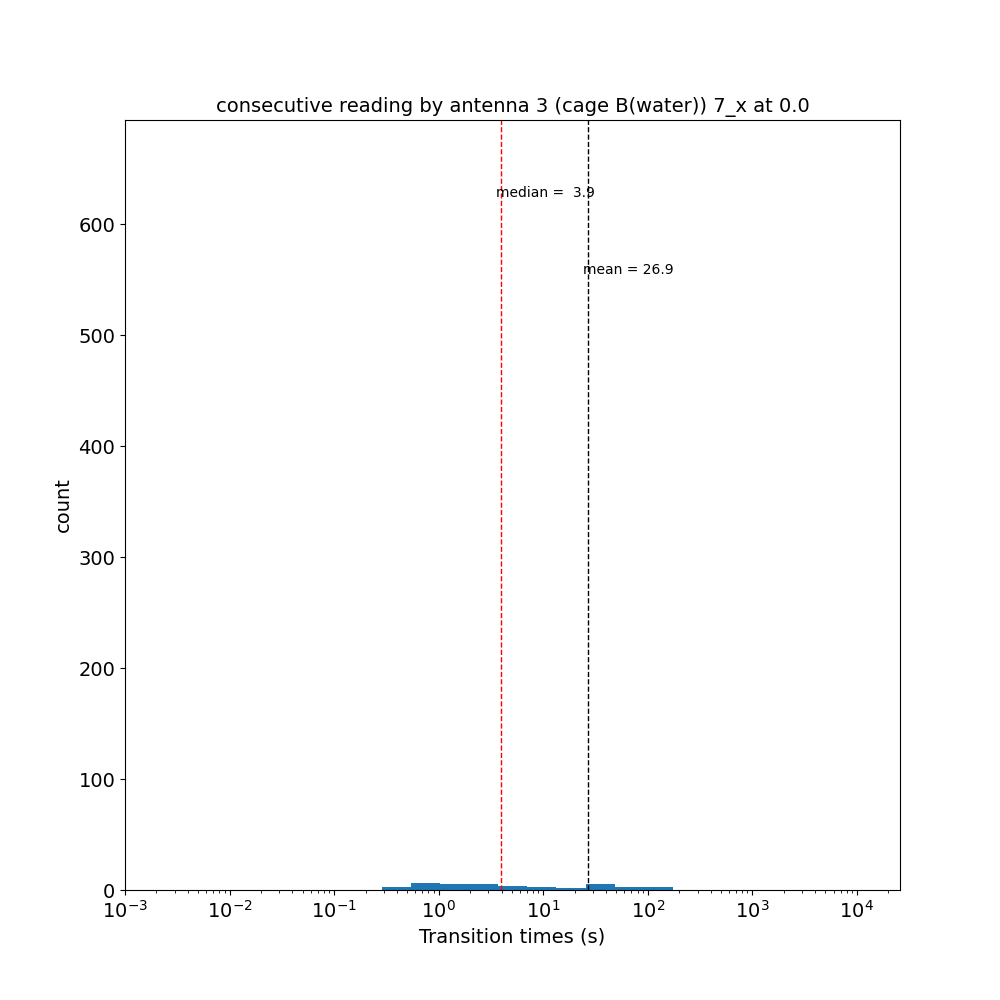 consecutive reading by antenna 3 (cage B(water)) 7_x at 0.0
median =  3.9
mean = 26.9
600
500
400
300
200
100
0
count
10⁻³ 10⁻² 10⁻¹ 10⁰ 10¹ 10² 10³ 10⁴
Transition times (s)